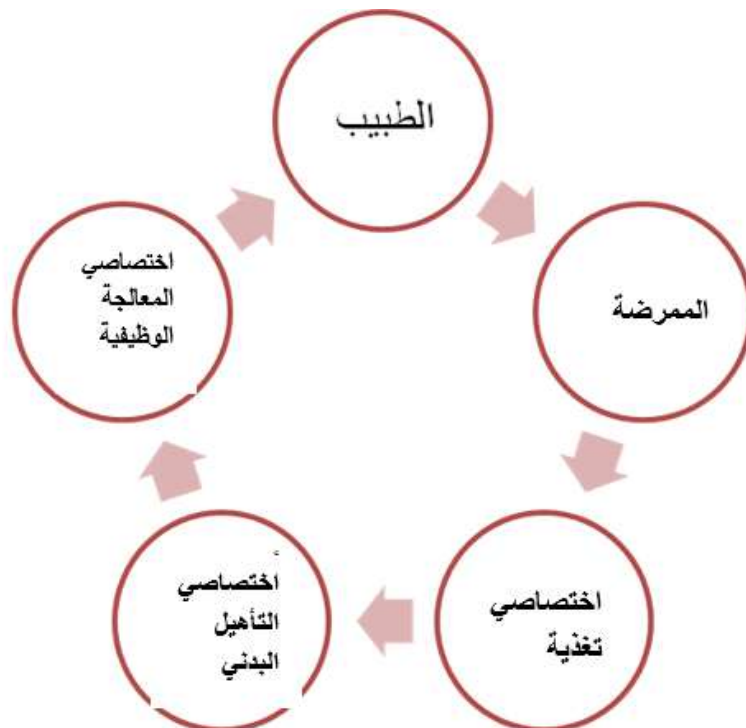 الطبيب
الممرضة
اختصاصي
تغذية
اختصاصي
التأهيل
البدني
اختصاصي
المعالجة
الوظيفية